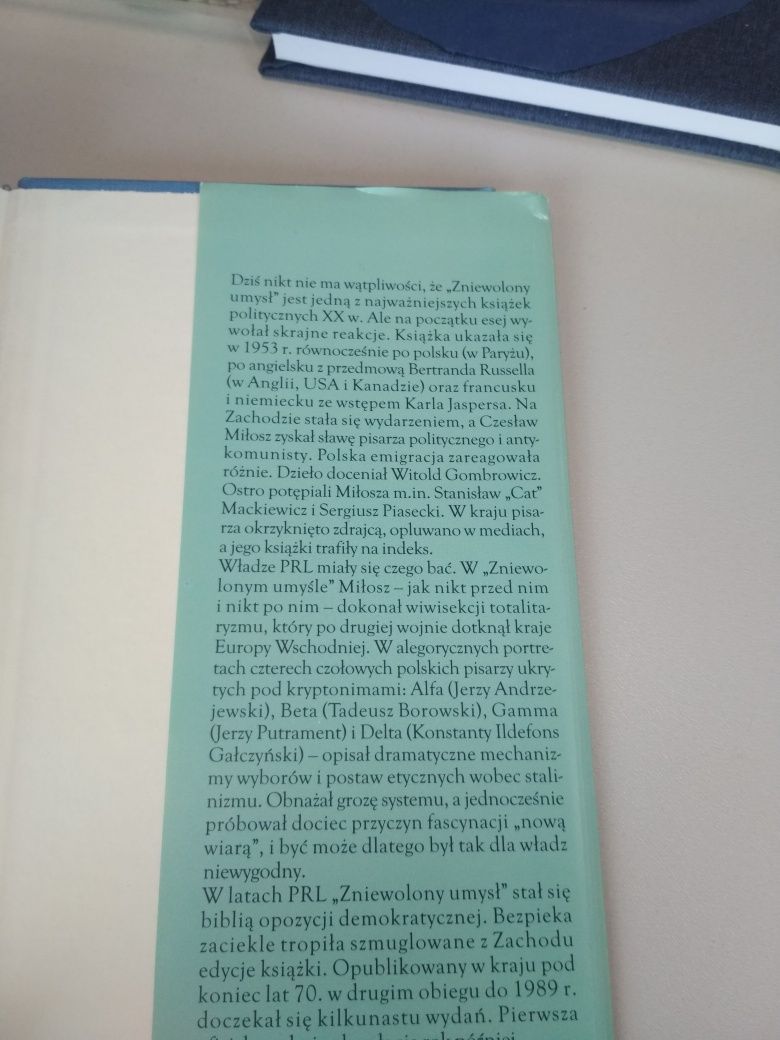 Dziś nikt nie ma wątpliwości, że „Zniewolony
umysł” jest jedną z najważniejszych książek
politycznych XX w. Ale na początku esej wy-
wołał skrajne reakcje. Książka ukazała się
w 1953 r. równocześnie po polsku (w Paryżu),
po angielsku z przedmową Bertranda Russella
(w Anglii, USA i Kanadzie) oraz francusku
i niemiecku ze wstępem Karla Jaspersa. Na
Zachodzie stała się wydarzeniem, a Czesław
Miłosz zyskał sławę pisarza politycznego i anty-
komunisty. Polska emigracja zareagowała
różnie. Dzieło doceniał Witold Gombrowicz.
Ostro potępiali Miłosza m.in. Stanisław „Cat”
Mackiewicz i Sergiusz Piasecki. W kraju pisa-
rza okrzyknięto zdrajcą, opluwano w mediach,
a jego książki trafiły na indeks.
Władze PRL miały się czego bać. W „Zniewo-
lonym umyśle” Miłosz – jak nikt przed nim
i nikt po nim – dokonał wiwisekcji totalita-
ryzmu, który po drugiej wojnie dotknął kraje
Europy Wschodniej. W alegorycznych portre-
tach czterech czołowych polskich pisarzy ukry-
tych pod kryptonimami: Alfa (Jerzy Andrze-
jewski), Beta (Tadeusz Borowski), Gamma
(Jerzy Putrament) i Delta (Konstanty Ildefons
Gałczyński) – opisał dramatyczne mechaniz-
my wyborów i postaw etycznych wobec stali-
nizmu. Obnażał grozę systemu, a jednocześnie
próbował dociec przyczyn fascynacji „nową
wiarą”, i być może dlatego był tak dla władz
niewygodny.
W latach PRL „Zniewolony umysł” stał się
biblią opozycji demokratycznej. Bezpieka
zaciekle tropiła szmuglowane z Zachodu
edycje książki. Opublikowany w kraju pod
koniec lat 70. w drugim obiegu do 1989 r.
doczekał się kilkunastu wydań. Pierwsza